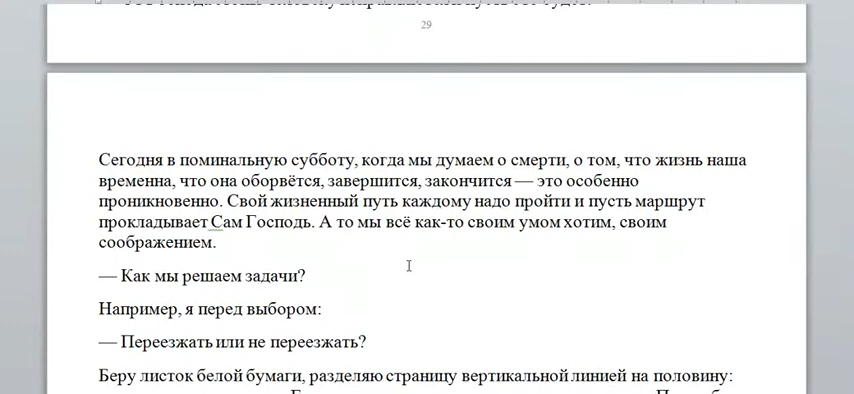 29
Сегодня в поминальную субботу, когда мы думаем о смерти, о том, что жизнь наша
временна, что она оборвётся, завершится, закончится — это особенно
проникновенно. Свой жизненный путь каждому надо пройти и пусть маршрут
прокладывает Сам Господь. А то мы всё как-то своим умом хотим, своим
соображением.
— Как мы решаем задачи?
Например, я перед выбором:
— Переезжать или не переезжать?
Беру листок белой бумаги, разделяю страницу вертикальной линией на половину: